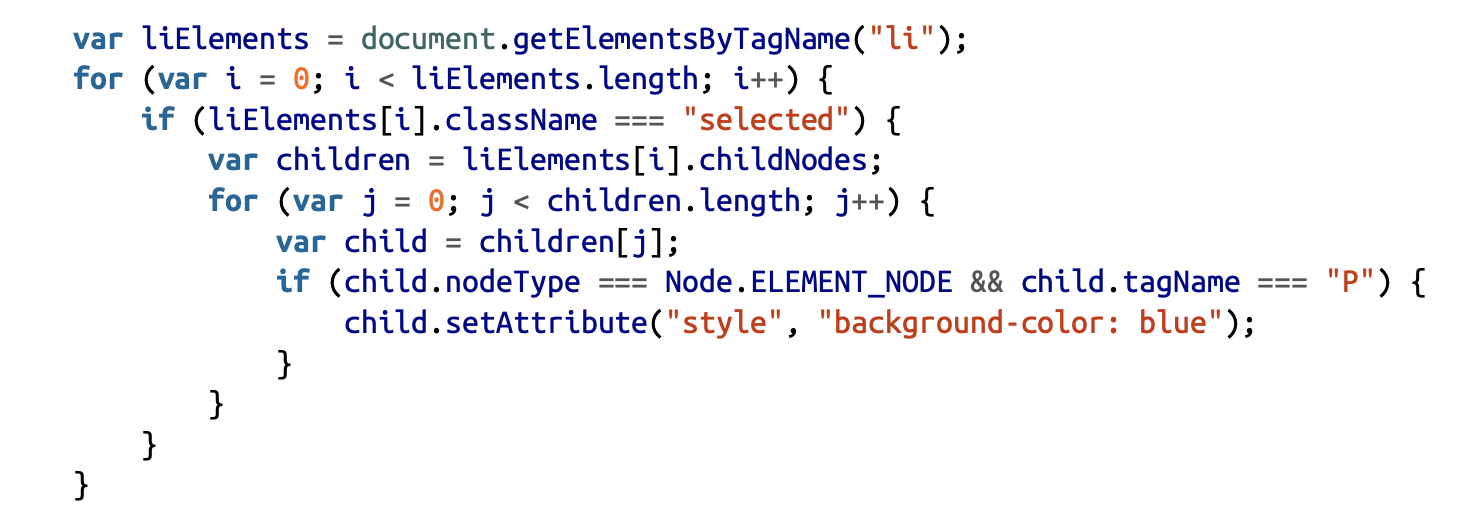 var liElements = document.getElementsByTagName("li");
for (var i = 0; i < liElements.length; i++) {
    if (liElements[i].className === "selected") {
        var children = liElements[i].childNodes;
        for (var j = 0; j < children.length; j++) {
            var child = children[j];
            if (child.nodeType === Node.ELEMENT_NODE && child.tagName === "P") {
                child.setAttribute("style", "background-color: blue");
            }
        }
    }
}